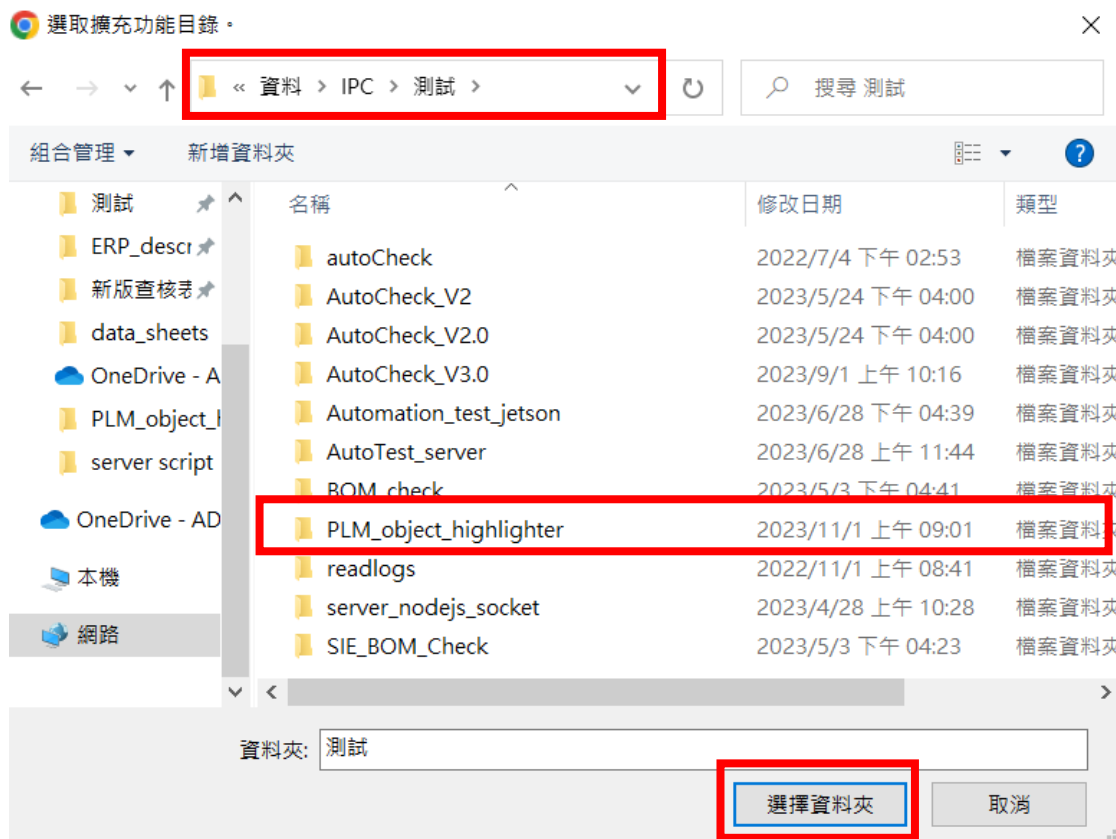 選取擴充功能目錄。
« 資料 > IPC > 測試 >
搜尋 測試
組合管理
新增資料夾
?
測試
ERP_descr
新版查核表
data_sheets
OneDrive - A
PLM_object_h
server script
OneDrive - AD
本機
網路
名稱 修改日期 類型
autoCheck 2022/7/4 下午 02:53 檔案資料夾
AutoCheck_V2 2023/5/24 下午 04:00 檔案資料夾
AutoCheck_V2.0 2023/5/24 下午 04:00 檔案資料夾
AutoCheck_V3.0 2023/9/1 上午 10:16 檔案資料夾
Automation_test_jetson 2023/6/28 下午 04:39 檔案資料夾
AutoTest_server 2023/6/28 上午 11:44 檔案資料夾
BOM_check 2023/5/3 下午 04:41 檔案資料夾
PLM_object_highlighter 2023/11/1 上午 09:01 檔案資料夾
readlogs 2022/11/1 上午 08:41 檔案資料夾
server_nodejs_socket 2023/4/28 上午 10:28 檔案資料夾
SIE_BOM_Check 2023/5/3 下午 04:23 檔案資料夾
資料夾: 測試
選擇資料夾
取消